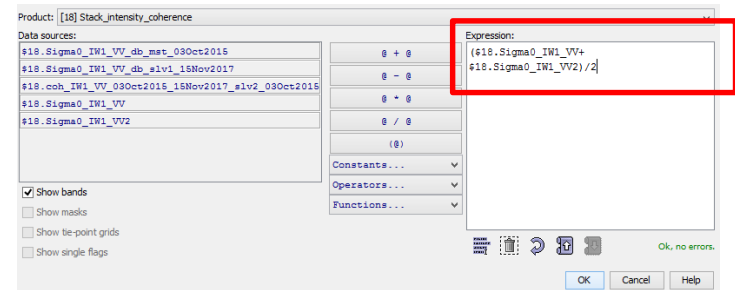 Product: [18] Stack_intensity_coherence
Data sources:
Expression:
$18.Sigma0_IW1_VV_db_mst_03Oct2015
$18.Sigma0_IW1_VV_db_slv1_15Nov2017
$18.coh_IW1_VV_03Oct2015_15Nov2017_slv2_03Oct2015
$18.Sigma0_IW1_VV
$18.Sigma0_IW1_VV2
@ + @
@ - @
@ * @
@ / @
(@)
Constants...
Operators...
Functions...
($18.Sigma0_IW1_VV+
$18.Sigma0_IW1_VV2)/2
Show bands
Show masks
Show tie-point grids
Show single flags
Ok, no errors.
OK Cancel Help